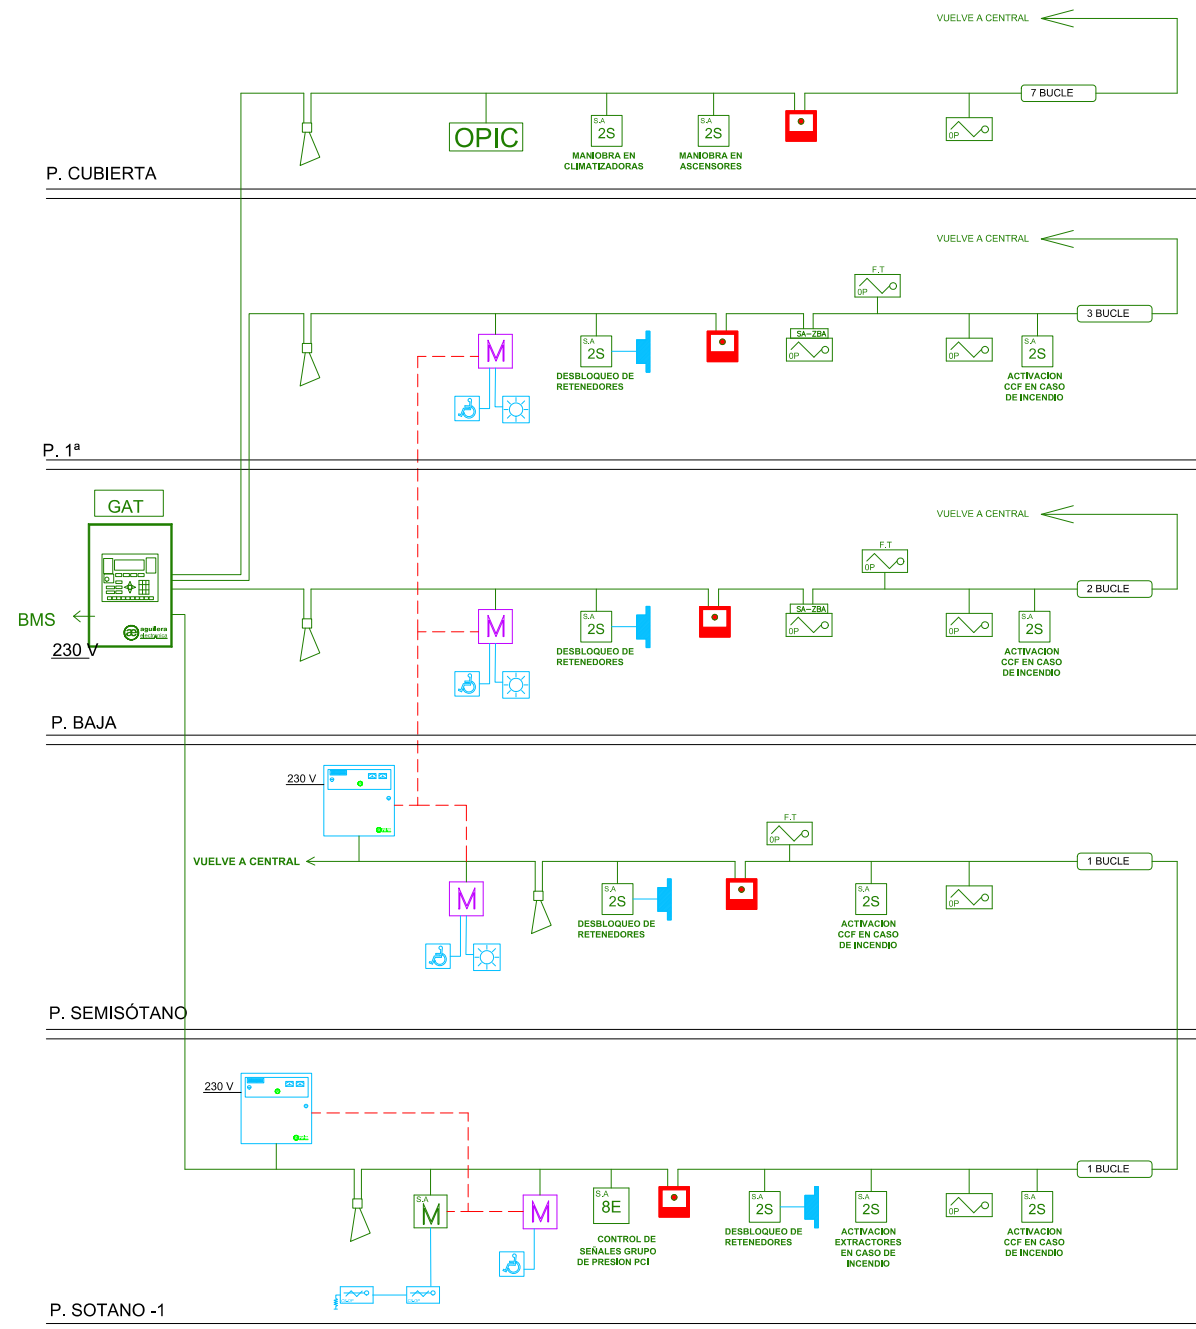 VUELVE A CENTRAL
7 BUCLE
OPIC
S.A
2S
S.A
2S
0P
MANIOBRA EN
CLIMATIZADORAS
MANIOBRA EN
ASCENSORES
P. CUBIERTA
VUELVE A CENTRAL
F.T
0P
3 BUCLE
M
S.A
2S
SA-ZBA
0P
0P
S.A
2S
DESBLOQUEO DE
RETENEDORES
ACTIVACION
CCF EN CASO
DE INCENDIO
P. 1ª
GAT
VUELVE A CENTRAL
F.T
0P
2 BUCLE
BMS
aguilera
electronica
230 V
M
S.A
2S
SA-ZBA
0P
0P
S.A
2S
DESBLOQUEO DE
RETENEDORES
ACTIVACION
CCF EN CASO
DE INCENDIO
P. BAJA
230 V
F.T
0P
VUELVE A CENTRAL
1 BUCLE
M
S.A
2S
S.A
2S
0P
DESBLOQUEO DE
RETENEDORES
ACTIVACION
CCF EN CASO
DE INCENDIO
P. SEMISÓTANO
230 V
1 BUCLE
S.A
M
M
S.A
8E
S.A
2S
S.A
2S
0P
S.A
2S
CONTROL DE
SEÑALES GRUPO
DE PRESION PCI
DESBLOQUEO DE
RETENEDORES
ACTIVACION
EXTRACTORES
EN CASO DE
INCENDIO
ACTIVACION
CCF EN CASO
DE INCENDIO
P. SOTANO -1